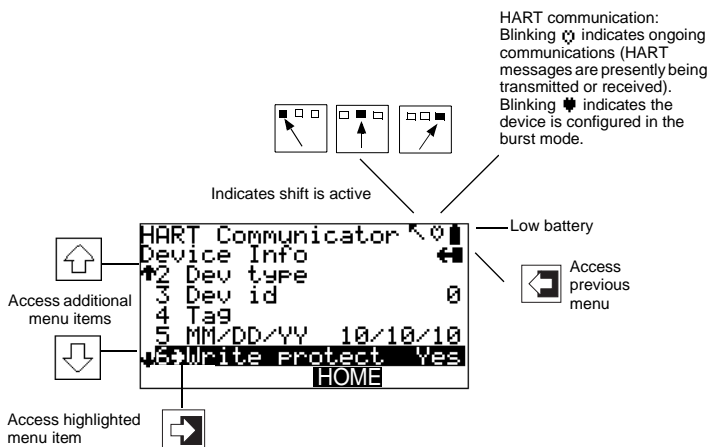 HART communication:
Blinking indicates ongoing
communications (HART
messages are presently being
transmitted or received).
Blinking indicates the
device is configured in the
burst mode.
Indicates shift is active
Low battery
HART Communicator
Device Info
2 Dev type
3 Dev id 0
4 Tag
5 MM/DD/YY 10/10/10
6 Write protect Yes
HOME
Access additional
menu items
Access
previous
menu
Access highlighted
menu item